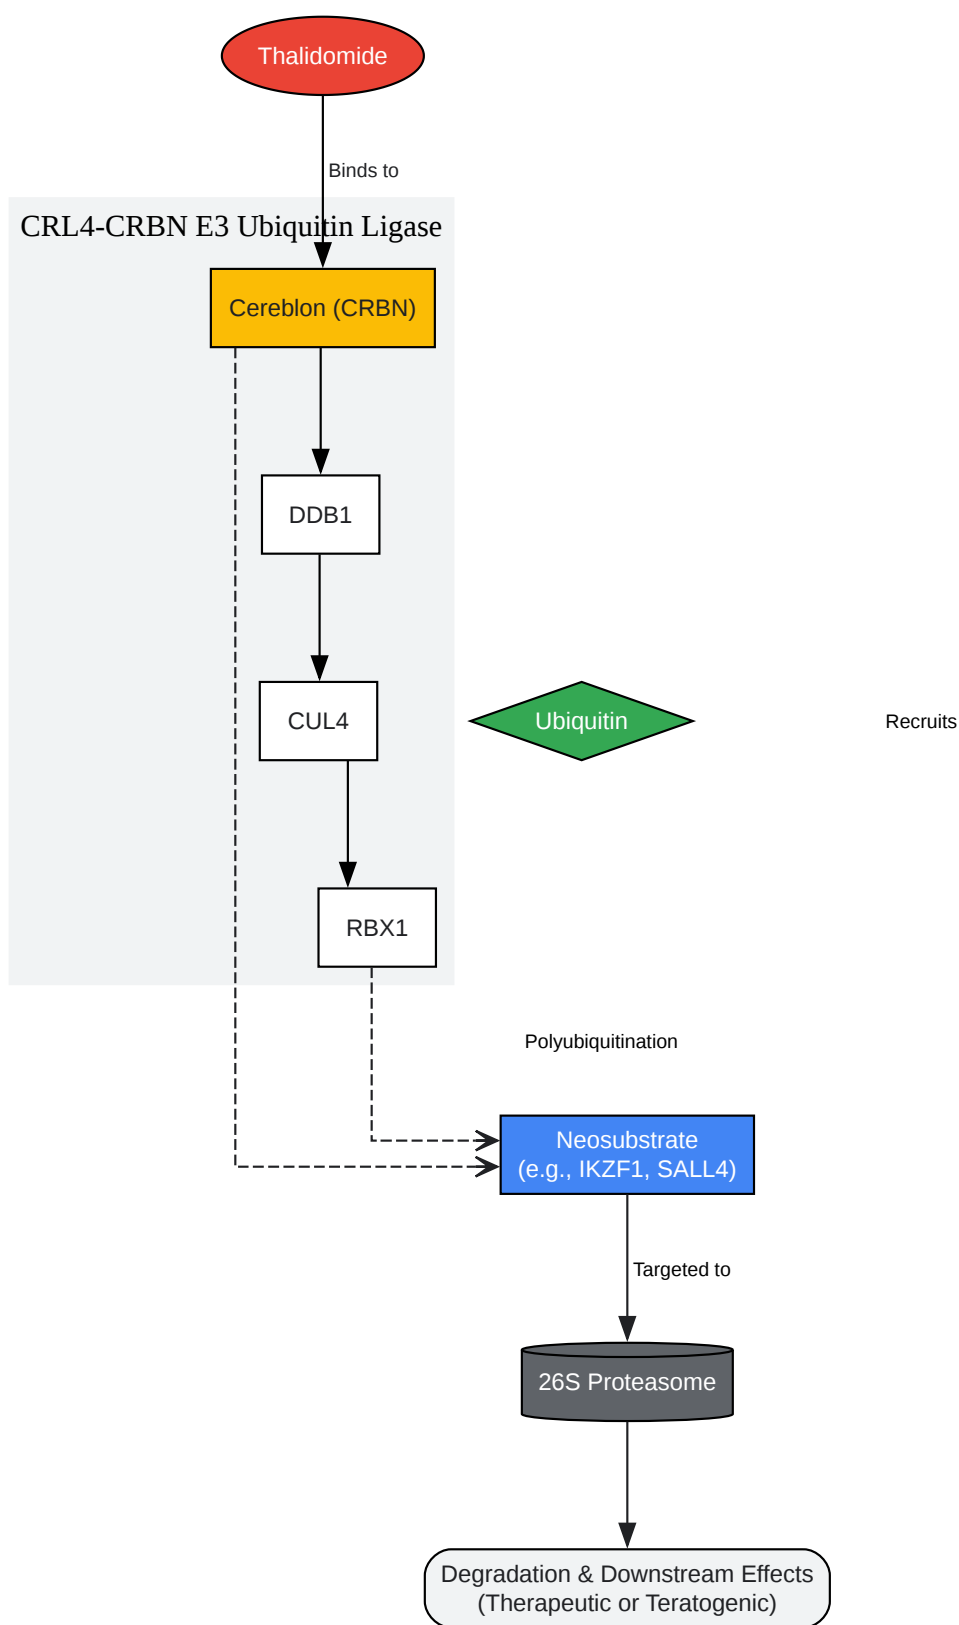 Thalidomide
Binds to
CRL4-CRBN E3 Ubiquitin Ligase
Cereblon (CRBN)
DDB1
CUL4
Ubiquitin
Recruits
RBX1
Polyubiquitination
Neosubstrate
(e.g., IKZF1, SALL4)
Targeted to
26S Proteasome
Degradation & Downstream Effects
(Therapeutic or Teratogenic)